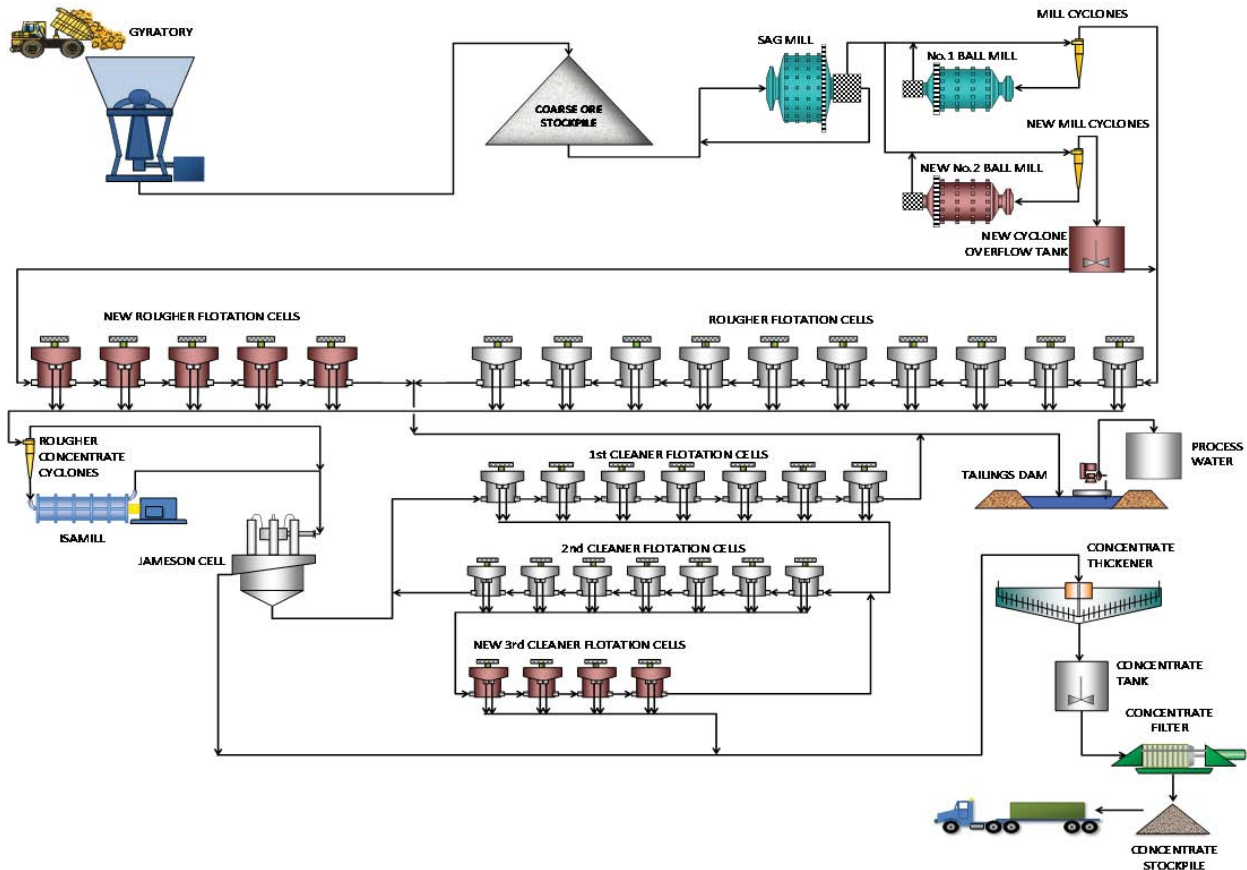 GYRATORY
COARSE ORE
STOCKPILE
SAG MILL
MILL CYCLONES
No.1 BALL MILL
NEW MILL CYCLONES
NEW No.2 BALL MILL
NEW CYCLONE
OVERFLOW TANK
NEW ROUGHER FLOTATION CELLS
ROUGHER FLOTATION CELLS
ROUGHER
CONCENTRATE
CYCLONES
ISAMILL
JAMESON CELL
1st CLEANER FLOTATION CELLS
2nd CLEANER FLOTATION CELLS
NEW 3rd CLEANER FLOTATION CELLS
TAILINGS DAM
PROCESS
WATER
CONCENTRATE
THICKENER
CONCENTRATE
TANK
CONCENTRATE
FILTER
CONCENTRATE
STOCKPILE